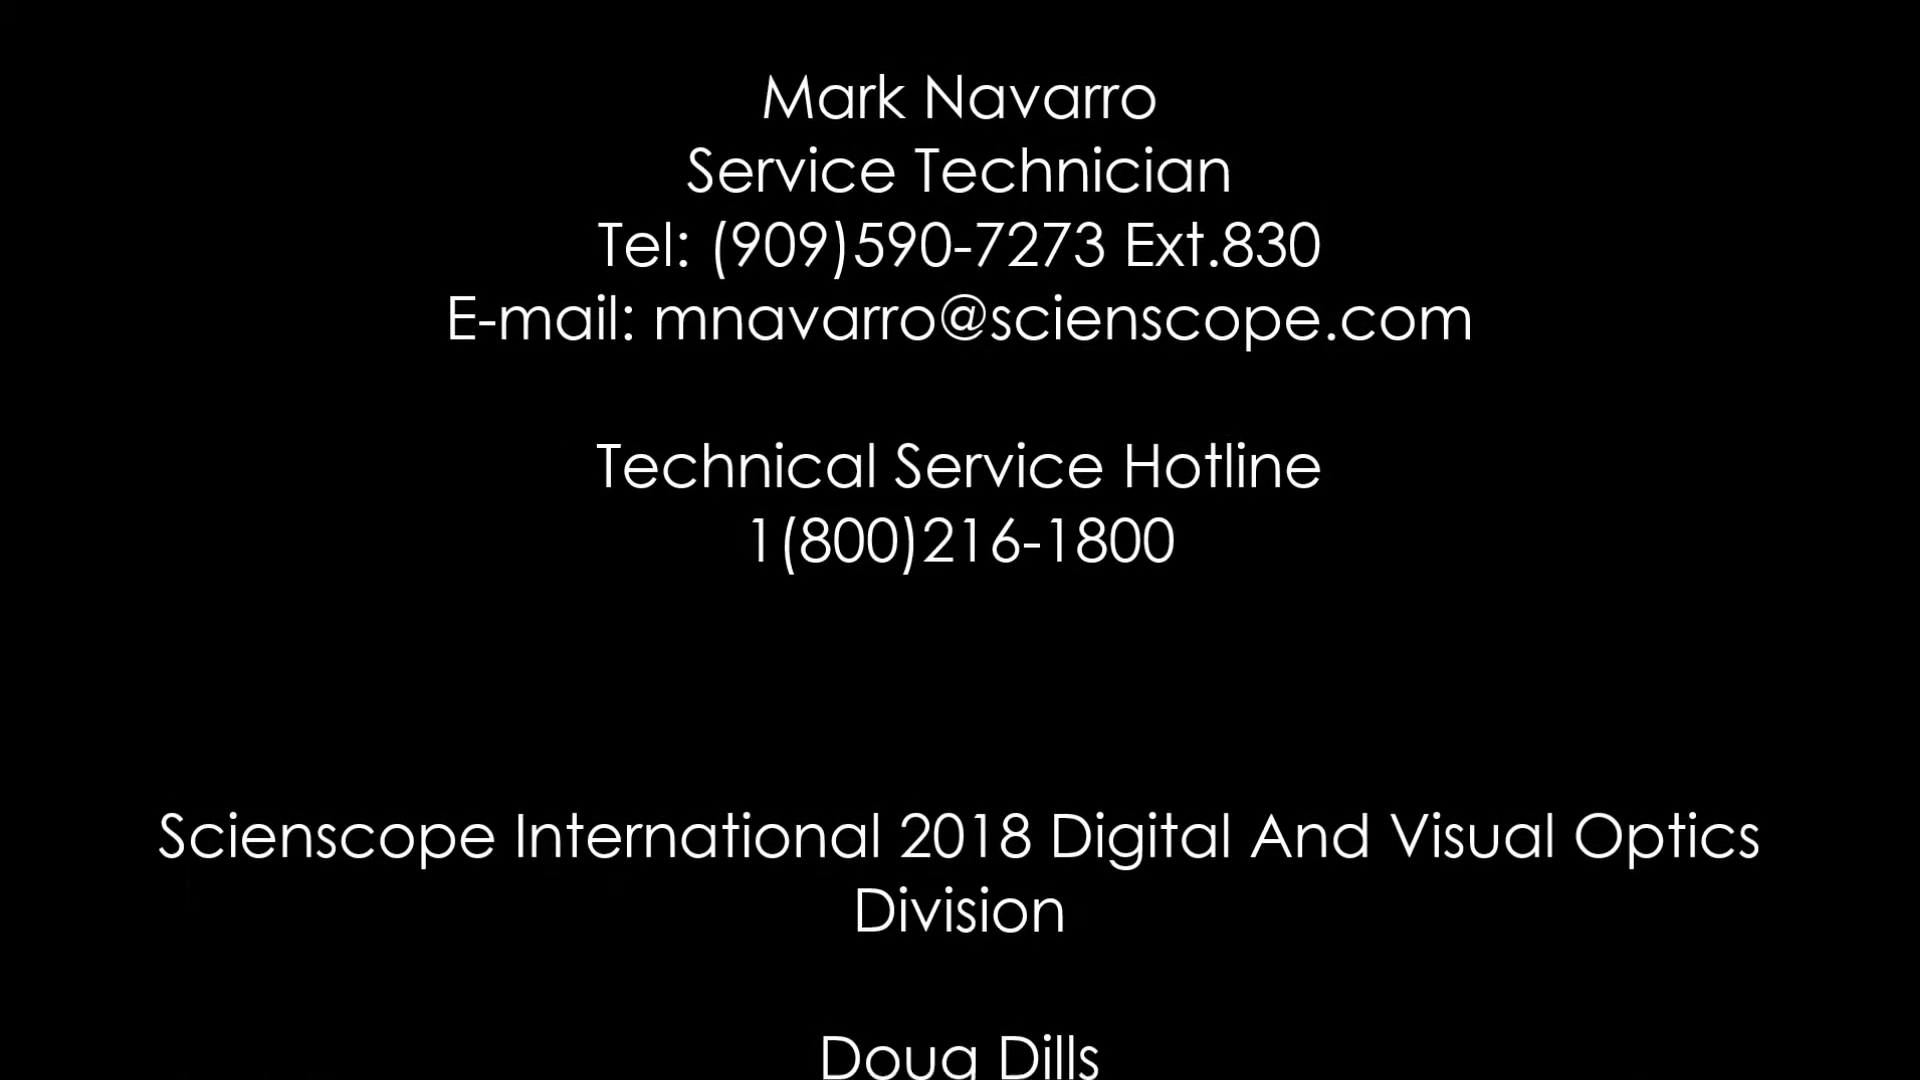 Mark Navarro
Service Technician
Tel: (909)590-7273 Ext.830
E-mail: mnavarro@scienscope.com
Technical Service Hotline
1(800)216-1800
Scienscope International 2018 Digital And Visual Optics
Division
Doug Dills